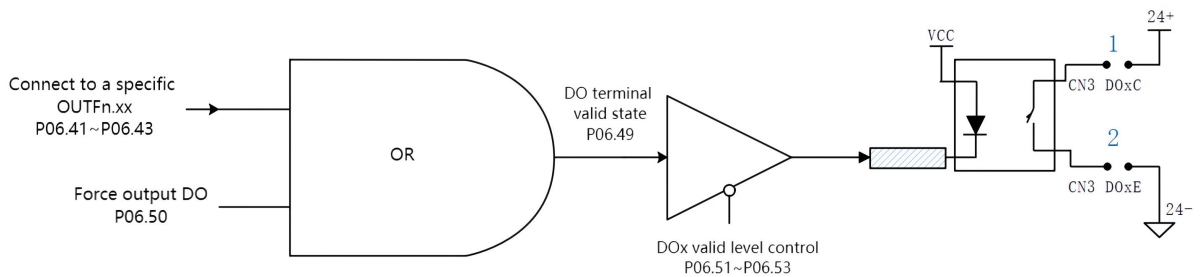 Connect to a specific
OUTFn.xx
P06.41~P06.43
Force output DO
P06.50
OR
DO terminal
valid state
P06.49
DOx valid level control
P06.51~P06.53
VCC
1
CN3 DOxC
24+
2
CN3 DOxE
24-